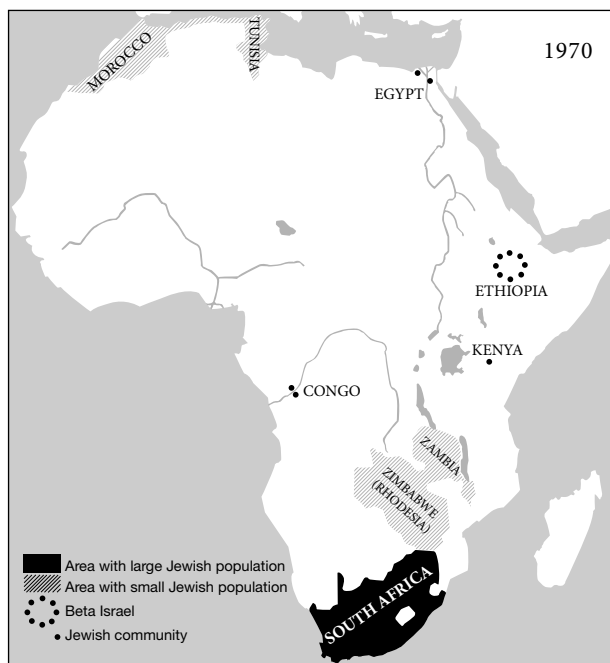 1970
MOROCCO
TUNISIA
EGYPT
ETHIOPIA
KENYA
CONGO
ZAMBIA
ZIMBABWE
(RHODESIA)
SOUTH AFRICA
Area with large Jewish population
Area with small Jewish population
Beta Israel
Jewish community